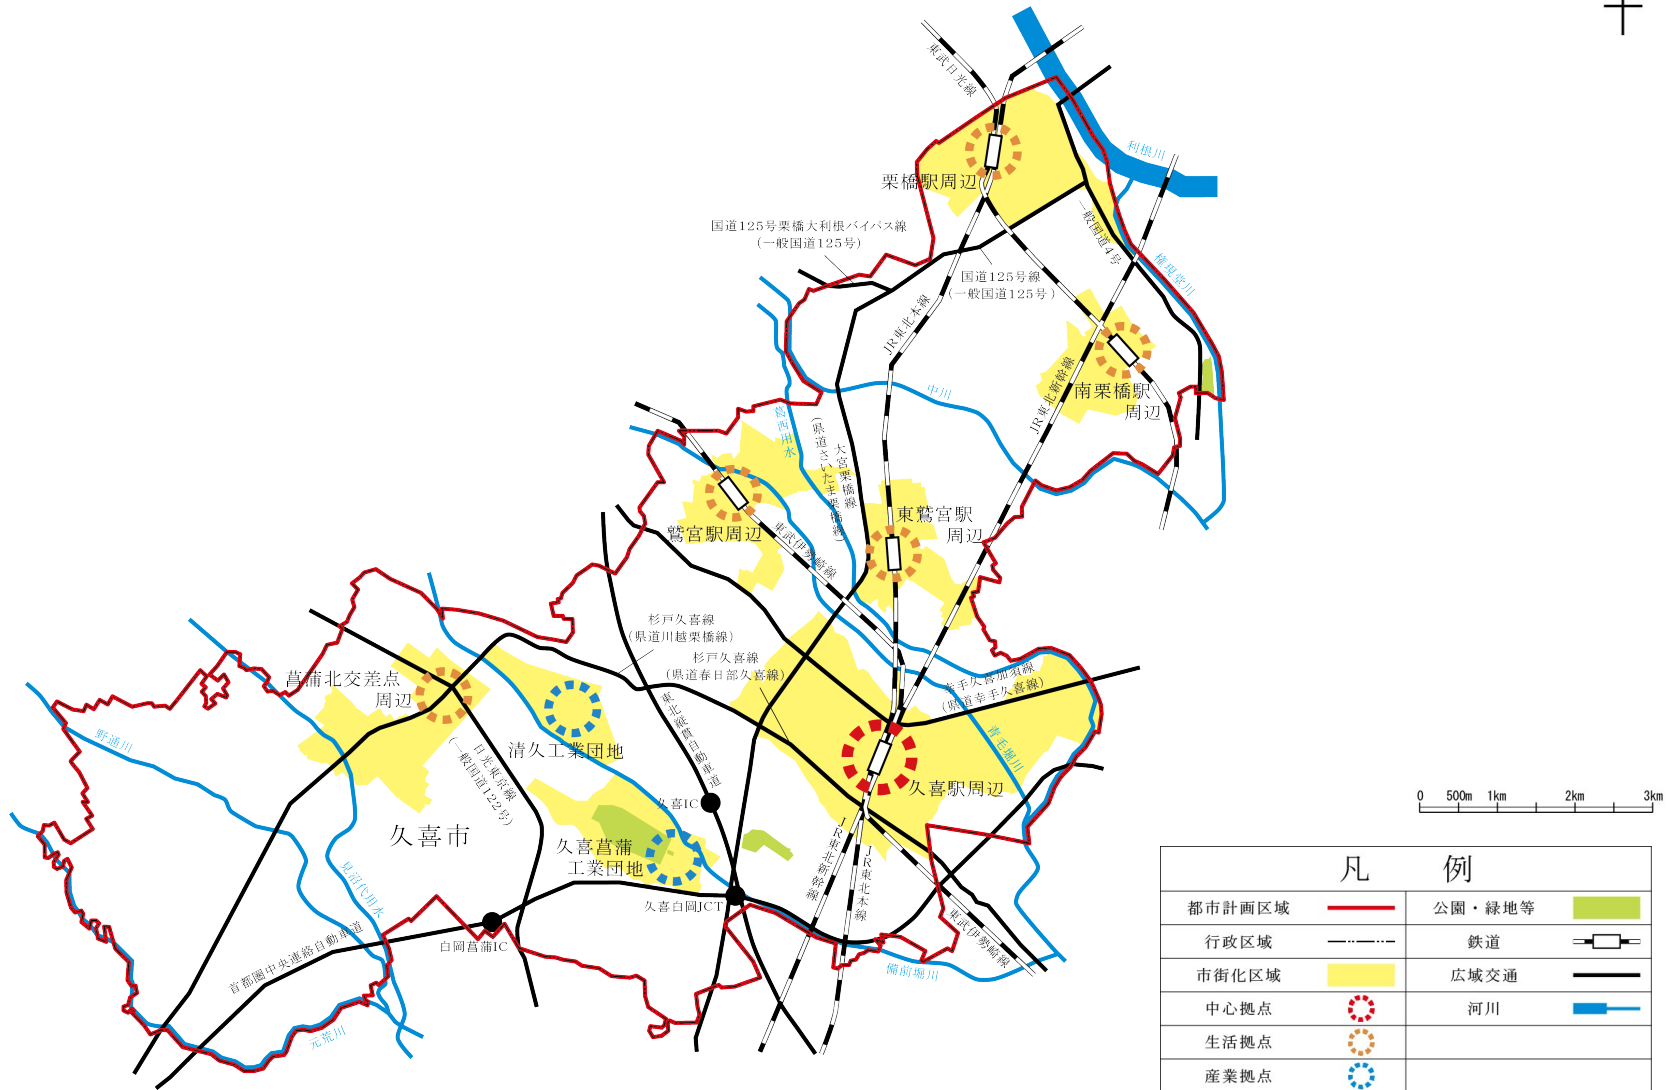 東武日光線
利根川
栗橋駅周辺
一般国道4号
国道125号栗橋大利根バイパス線
(一般国道125号)
権現堂川
国道125号線
(一般国道125号)
JR東北本線
JR東北新幹線
中川
南栗橋駅
周辺
葛西用水
大宮栗橋線
(県道さいたま栗橋線)
東鷲宮駅
周辺
鷲宮駅周辺
東武伊勢崎線
杉戸久喜線
(県道川越栗橋線)
杉戸久喜線
(県道春日部久喜線)
幸手久喜加須線
(県道幸手久喜線)
菖蒲北交差点
周辺
東北縦貫自動車道
青毛堀川
野通川
清久工業団地
日光東京線
(一般国道122号)
久喜駅周辺
久喜IC
久喜市
久喜菖蒲
工業団地
JR東北新幹線
JR東北本線
見沼代用水
久喜白岡JCT
東武伊勢崎線
白岡菖蒲IC
首都圏中央連絡自動車道
備前堀川
元荒川
0 500m 1km 2km 3km
凡 例
都市計画区域 公園・緑地等
行政区域 鉄道
市街化区域 広域交通
中心拠点 河川
生活拠点
産業拠点